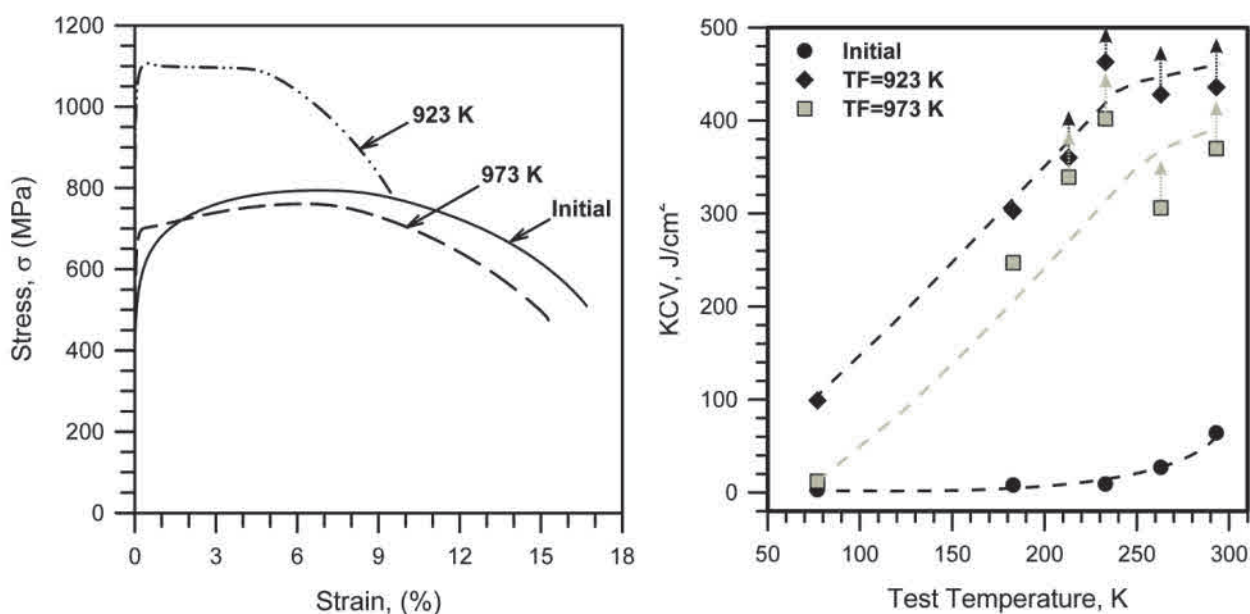 1200
1000
800
600
400
200
0
0
3
6
9
12
15
18
Stress, σ (MPa)
Strain, (%)
923 K
973 K
Initial
500
400
300
200
100
0
50
100
150
200
250
300
KCV, J/cm²
Test Temperature, K
Initial
TF=923 K
TF=973 K